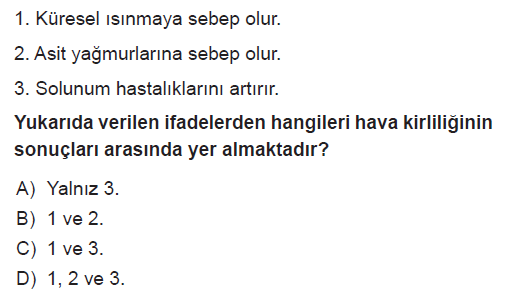 1. Küresel ısınmaya sebep olur.
2. Asit yağmurlarına sebep olur.
3. Solunum hastalıklarını artırır.
Yukarıda verilen ifadelerden hangileri hava kirliliğinin
sonuçları arasında yer almaktadır?
A) Yalnız 3.
B) 1 ve 2.
C) 1 ve 3.
D) 1, 2 ve 3.